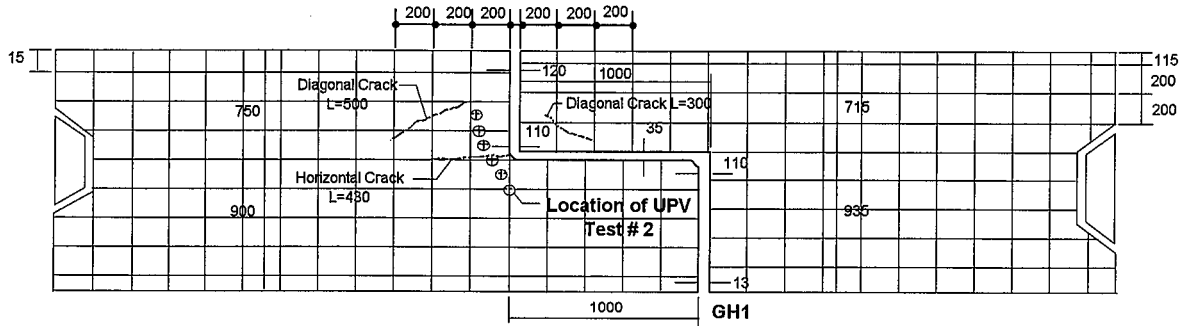 200 200 200 200 200 200
15
120
1000
115
200
200
Diagonal Crack
L=500
Diagonal Crack L=300
750
715
110
35
110
Horizontal Crack
L=430
900
935
Location of UPV
Test # 2
13
1000
GH1